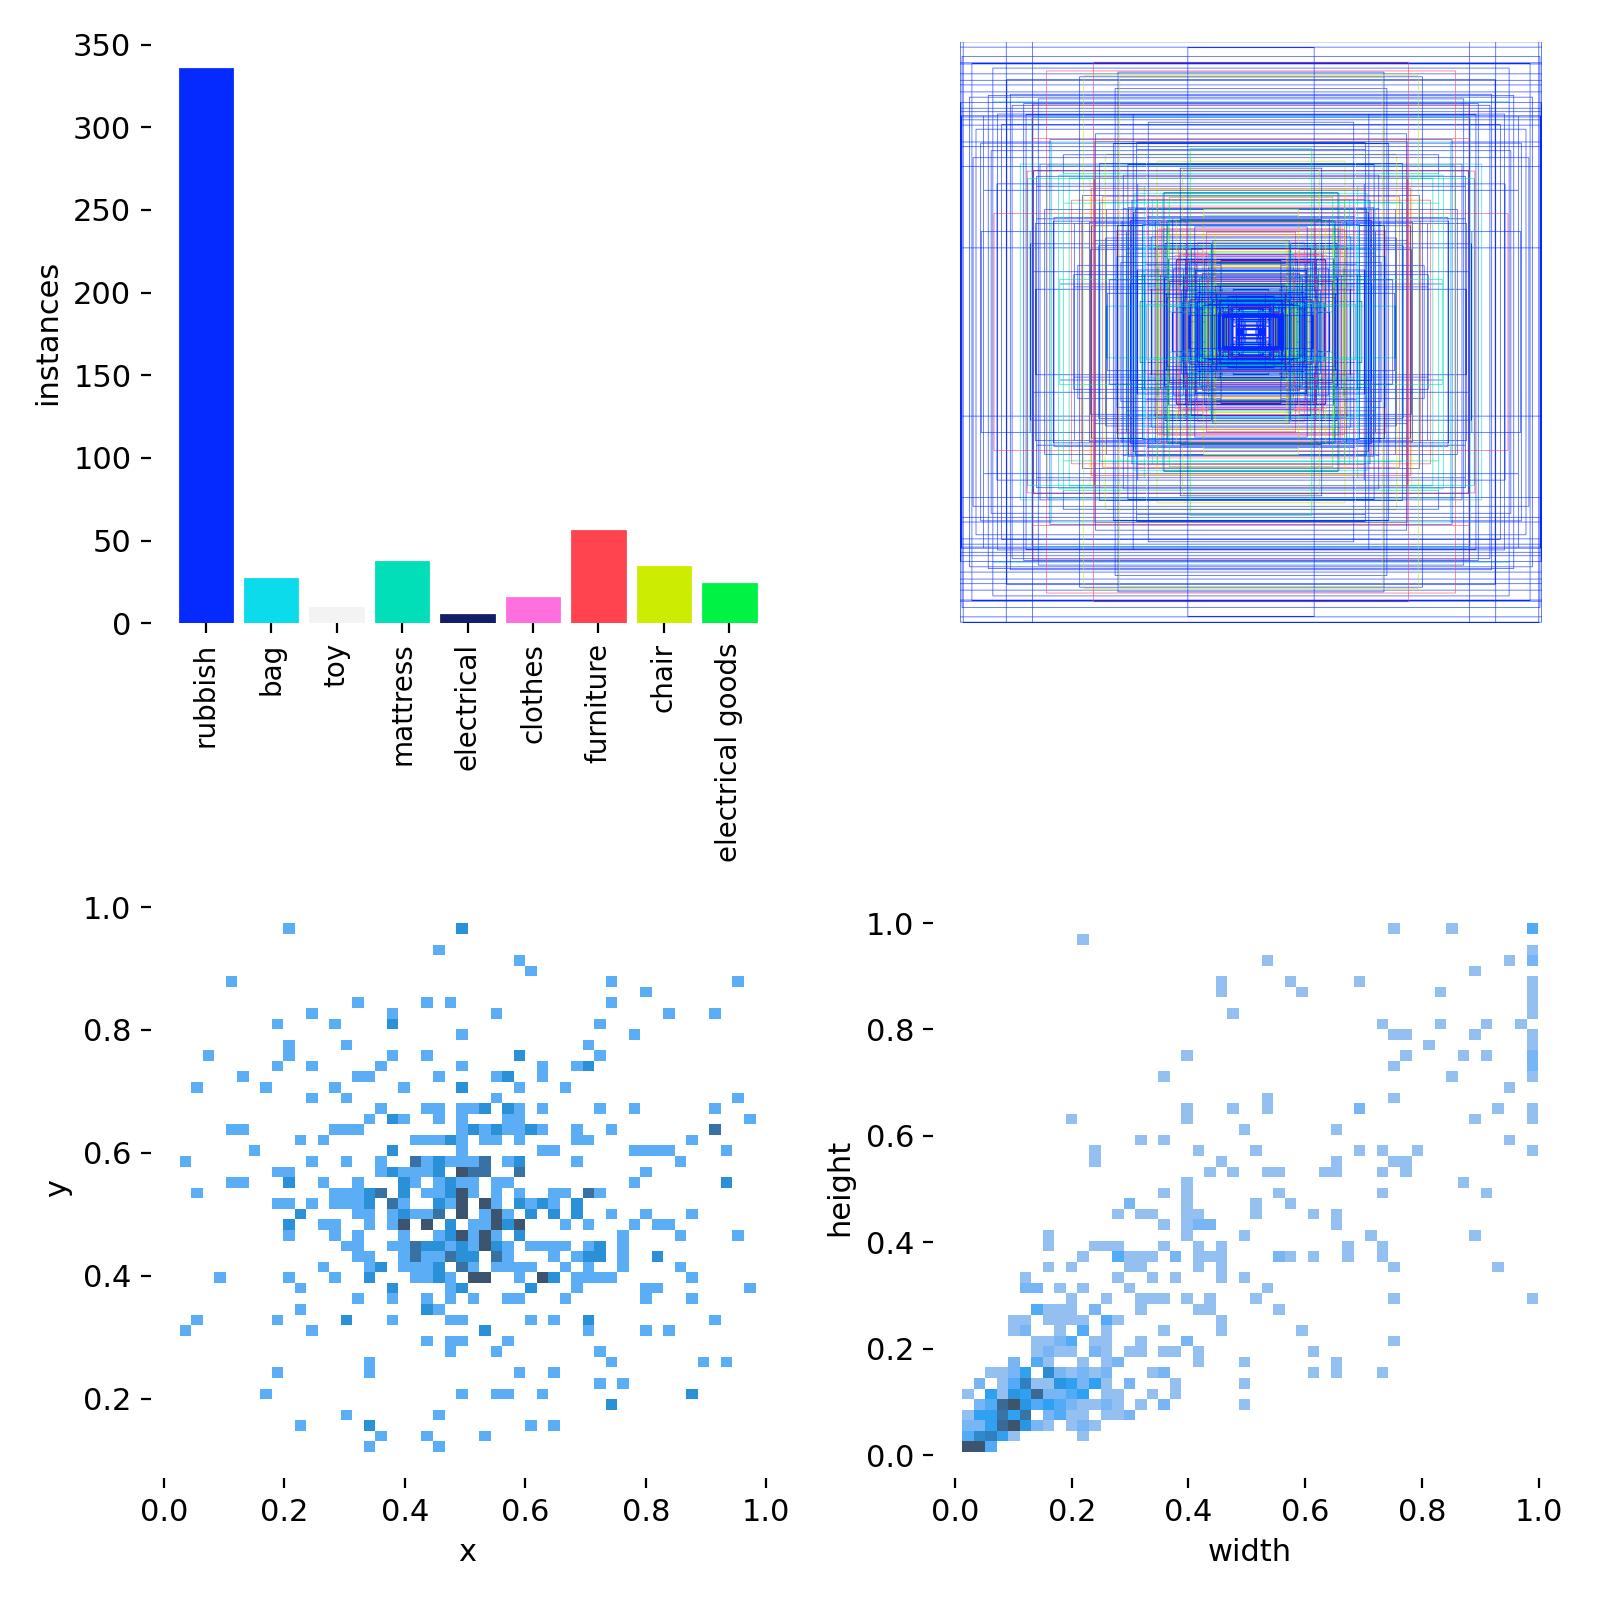 350
300
250
200
150
100
50
0
instances
rubbish
bag
toy
mattress
electrical
clothes
furniture
chair
electrical goods
1.0
0.8
0.6
0.4
0.2
y
0.0 0.2 0.4 0.6 0.8 1.0
x
1.0
0.8
0.6
0.4
0.2
0.0
height
0.0 0.2 0.4 0.6 0.8 1.0
width